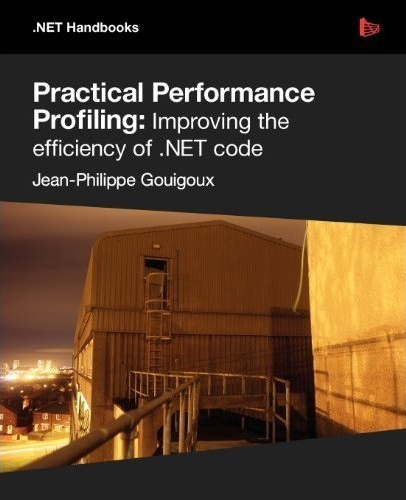 .NET Handbooks
Practical Performance
Profiling: Improving the
efficiency of .NET code
Jean-Philippe Gouigoux